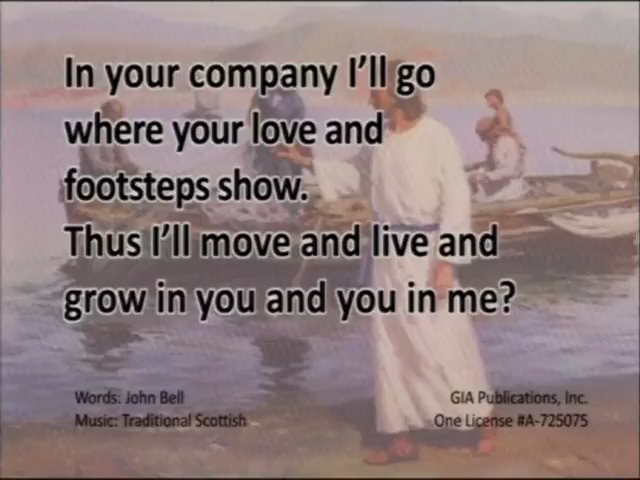 In your company I'll go
where your love and
footsteps show.
Thus I'll move and live and
grow in you and you in me?
Words: John Bell
Music: Traditional Scottish
GIA Publications, Inc.
One License #A-725075